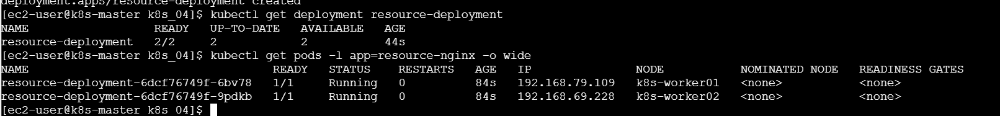 deployment.apps/resource-deployment created
[ec2-user@k8s-master k8s_04]$ kubectl get deployment resource-deployment
NAME                  READY   UP-TO-DATE   AVAILABLE   AGE
resource-deployment   2/2     2            2           44s
[ec2-user@k8s-master k8s_04]$ kubectl get pods -l app=resource-nginx -o wide
NAME                                   READY   STATUS    RESTARTS   AGE   IP               NODE           NOMINATED NODE   READINESS GATES
resource-deployment-6dcf76749f-6bv78   1/1     Running   0          84s   192.168.79.109   k8s-worker01   <none>           <none>
resource-deployment-6dcf76749f-9pdkb   1/1     Running   0          84s   192.168.69.228   k8s-worker02   <none>           <none>
[ec2-user@k8s-master k8s_04]$